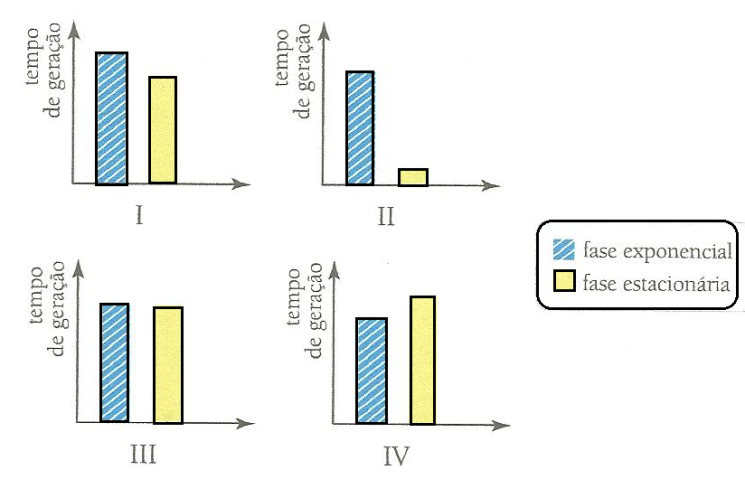 tempo
de geração
I
tempo
de geração
II
tempo
de geração
III
tempo
de geração
IV
fase exponencial
fase estacionária